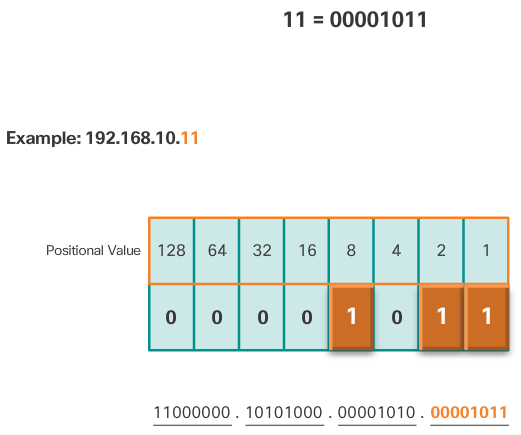 11 = 00001011
Example: 192.168.10.11
Positional Value 128 64 32 16 8 4 2 1
0 0 0 0 1 0 1 1
11000000 . 10101000 . 00001010 . 00001011